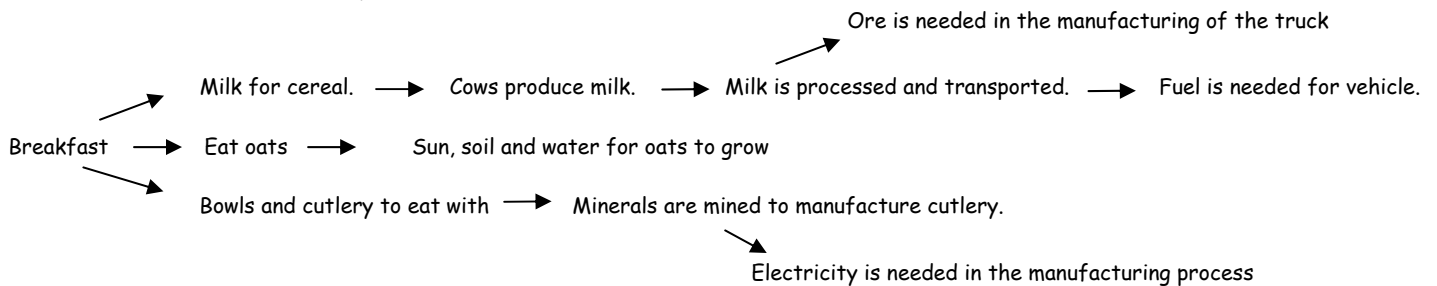 Ore is needed in the manufacturing of the truck
Milk for cereal. Cows produce milk. Milk is processed and transported. Fuel is needed for vehicle.
Breakfast Eat oats Sun, soil and water for oats to grow
Bowls and cutlery to eat with Minerals are mined to manufacture cutlery.
Electricity is needed in the manufacturing process